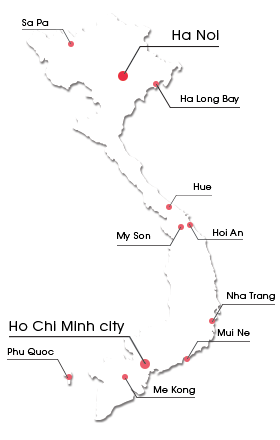 Sa Pa
Ha NoI
Ha Long Bay
Hue
My Son
Hoi An
Nha Trang
Ho Chi Minh city
Mui Ne
Phu Quoc
Me Kong